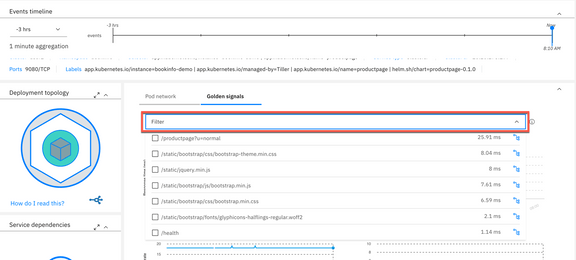 Events timeline
-3 hrs
1 minute aggregation
-3 hrs
events
Now
8:10 AM
Ports 9080/TCP Labels app.kubernetes.io/instance=bookinfo-demo | app.kubernetes.io/managed-by=Tiller | app.kubernetes.io/name=productpage | helm.sh/chart=productpage-0.1.0
Deployment topology
How do I read this?
Service dependencies
Pod network Golden signals
Filter
/productpage?u=normal 25.91 ms
/static/bootstrap/css/bootstrap-theme.min.css 8.04 ms
/static/jquery.min.js 8 ms
/static/bootstrap/js/bootstrap.min.js 7.61 ms
/static/bootstrap/css/bootstrap.min.css 6.59 ms
/static/bootstrap/fonts/glyphicons-halflings-regular.woff2 2.1 ms
/health 1.14 ms
20
15
10
8